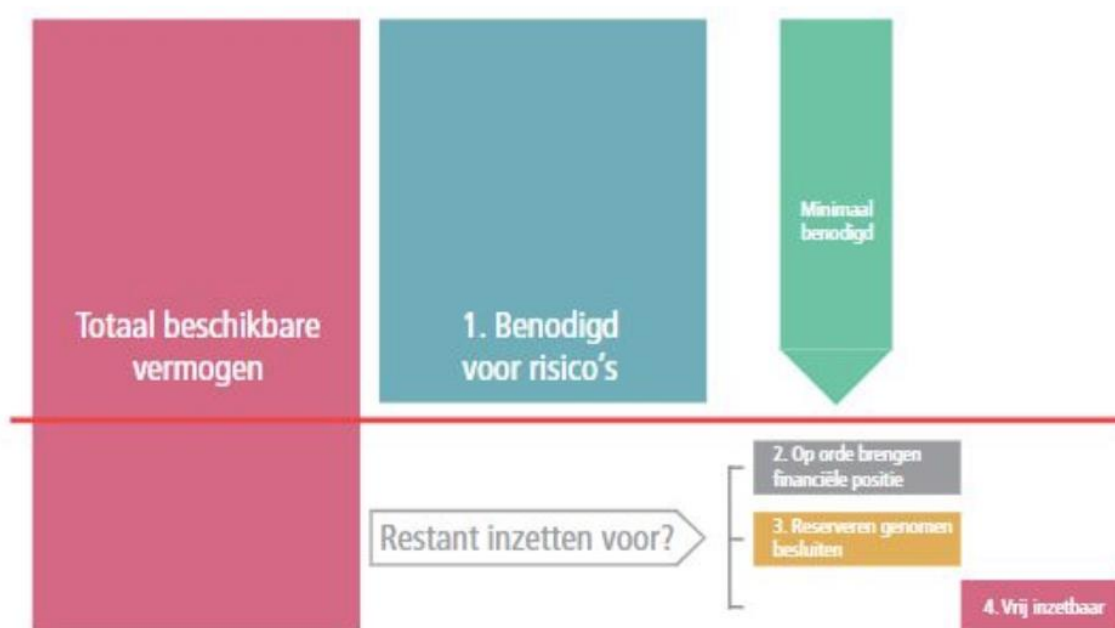 Totaal beschikbare
vermogen
1. Benodigd
voor risico's
Minimaal
benodigd
Restant inzetten voor?
2. Op orde brengen
financiële positie
3. Reserveren genomen
besluiten
4. Vrij inzetbaar